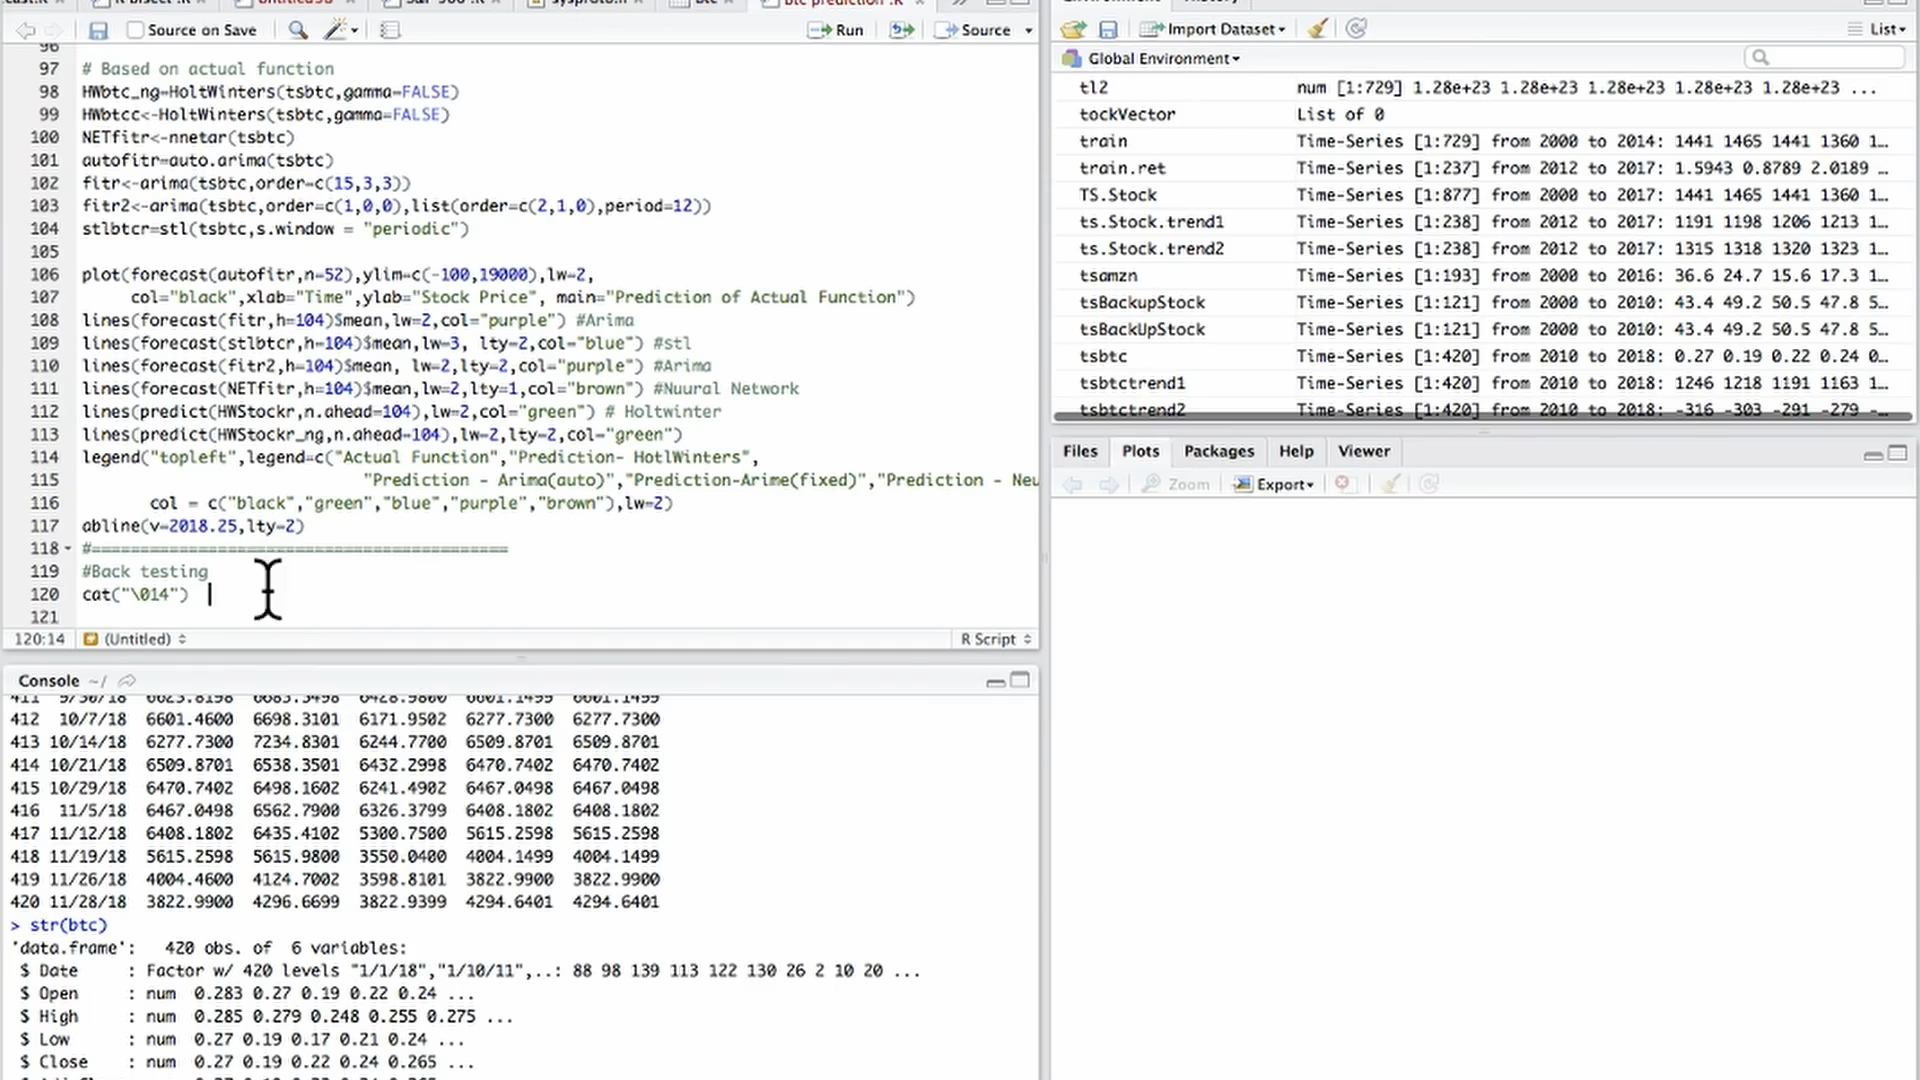 Source on Save
Run
Source
96
97 # Based on actual function
98 HWbtc_ng=HoltWinters(tsbtc,gamma=FALSE)
99 HWbtcc<-HoltWinters(tsbtc,gamma=FALSE)
100 NETfitr<-nnetar(tsbtc)
101 autofitr=auto.arima(tsbtc)
102 fitr<-arima(tsbtc,order=c(15,3,3))
103 fitr2<-arima(tsbtc,order=c(1,0,0),list(order=c(2,1,0),period=12))
104 stlbtcr=stl(tsbtc,s.window = "periodic")
105
106 plot(forecast(autofitr,n=52),ylim=c(-100,19000),lw=2,
107 col="black",xlab="Time",ylab="Stock Price", main="Prediction of Actual Function")
108 lines(forecast(fitr,h=104)$mean,lw=2,col="purple") #Arima
109 lines(forecast(stlbtcr,h=104)$mean,lw=3, lty=2,col="blue") #stl
110 lines(forecast(fitr2,h=104)$mean, lw=2,lty=2,col="purple") #Arima
111 lines(forecast(NETfitr,h=104)$mean,lw=2,lty=1,col="brown") #Nuural Network
112 lines(predict(HWStockr,n.ahead=104),lw=2,col="green") # Holtwinter
113 lines(predict(HWStockr_ng,n.ahead=104),lw=2,lty=2,col="green")
114 legend("topleft",legend=c("Actual Function","Prediction- HotlWinters",
115 "Prediction - Arima(auto)","Prediction-Arime(fixed)","Prediction - Neu
116 col = c("black","green","blue","purple","brown"),lw=2)
117 abline(v=2018.25,lty=2)
118 #===========================================
119 #Back testing
120 cat("\014")
121
120:14 (Untitled) R Script
Console ~/
411 9/30/18 6623.8198 6683.5498 6428.9800 6601.1499 6601.1499
412 10/7/18 6601.4600 6698.3101 6171.9502 6277.7300 6277.7300
413 10/14/18 6277.7300 7234.8301 6244.7700 6509.8701 6509.8701
414 10/21/18 6509.8701 6538.3501 6432.2998 6470.7402 6470.7402
415 10/29/18 6470.7402 6498.1602 6241.4902 6467.0498 6467.0498
416 11/5/18 6467.0498 6562.7900 6326.3799 6408.1802 6408.1802
417 11/12/18 6408.1802 6435.4102 5300.7500 5615.2598 5615.2598
418 11/19/18 5615.2598 5615.9800 3550.0400 4004.1499 4004.1499
419 11/26/18 4004.4600 4124.7002 3598.8101 3822.9900 3822.9900
420 11/28/18 3822.9900 4296.6699 3822.9399 4294.6401 4294.6401
> str(btc)
'data.frame': 420 obs. of 6 variables:
$ Date : Factor w/ 420 levels "1/1/18","1/10/11",..: 88 98 139 113 122 130 26 2 10 20 ...
$ Open : num 0.283 0.27 0.19 0.22 0.24 ...
$ High : num 0.285 0.279 0.248 0.255 0.275 ...
$ Low : num 0.27 0.19 0.17 0.21 0.24 ...
$ Close : num 0.27 0.19 0.22 0.24 0.265 ...
Import Dataset List
Global Environment
tl2 num [1:729] 1.28e+23 1.28e+23 1.28e+23 1.28e+23 1.28e+23 ...
tockVector List of 0
train Time-Series [1:729] from 2000 to 2014: 1441 1465 1441 1360 1…
train.ret Time-Series [1:237] from 2012 to 2017: 1.5943 0.8789 2.0189 …
TS.Stock Time-Series [1:877] from 2000 to 2016: 1441 1465 1441 1360 1…
ts.Stock.trend1 Time-Series [1:238] from 2012 to 2017: 1191 1198 1206 1213 1…
ts.Stock.trend2 Time-Series [1:238] from 2012 to 2017: 1315 1318 1320 1323 1…
tsamzn Time-Series [1:193] from 2000 to 2016: 36.6 24.7 15.6 17.3 1…
tsBackupStock Time-Series [1:121] from 2000 to 2010: 43.4 49.2 50.5 47.8 5…
tsBackUpStock Time-Series [1:121] from 2000 to 2010: 43.4 49.2 50.5 47.8 5…
tsbtc Time-Series [1:420] from 2010 to 2018: 0.27 0.19 0.22 0.24 0…
tsbtctrend1 Time-Series [1:420] from 2010 to 2018: 1246 1218 1191 1163 1…
tsbtctrend2 Time-Series [1:420] from 2010 to 2018: -316 -303 -291 -279 -…
Files Plots Packages Help Viewer
Zoom Export